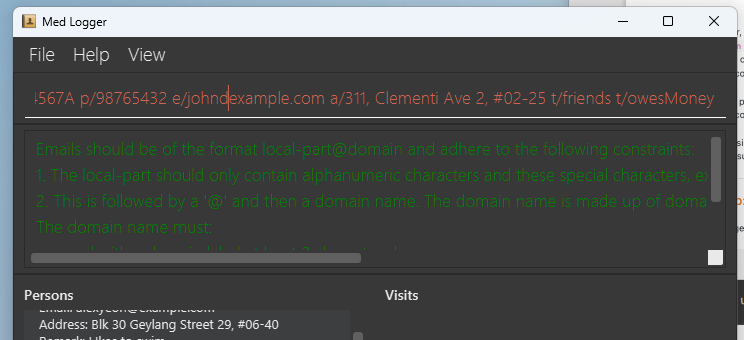 Med Logger
File Help View
4567A p/98765432 e/johndexample.com a/311, Clementi Ave 2, #02-25 t/friends t/owesMoney
Emails should be of the format local-part@domain and adhere to the following constraints:
1. The local-part should only contain alphanumeric characters and these special characters, ex
2. This is followed by a '@' and then a domain name. The domain name is made up of doma
The domain name must:
Persons Visits
Email: alexyeoh@example.com
Address: Blk 30 Geylang Street 29, #06-40
Remark: Likes to swim